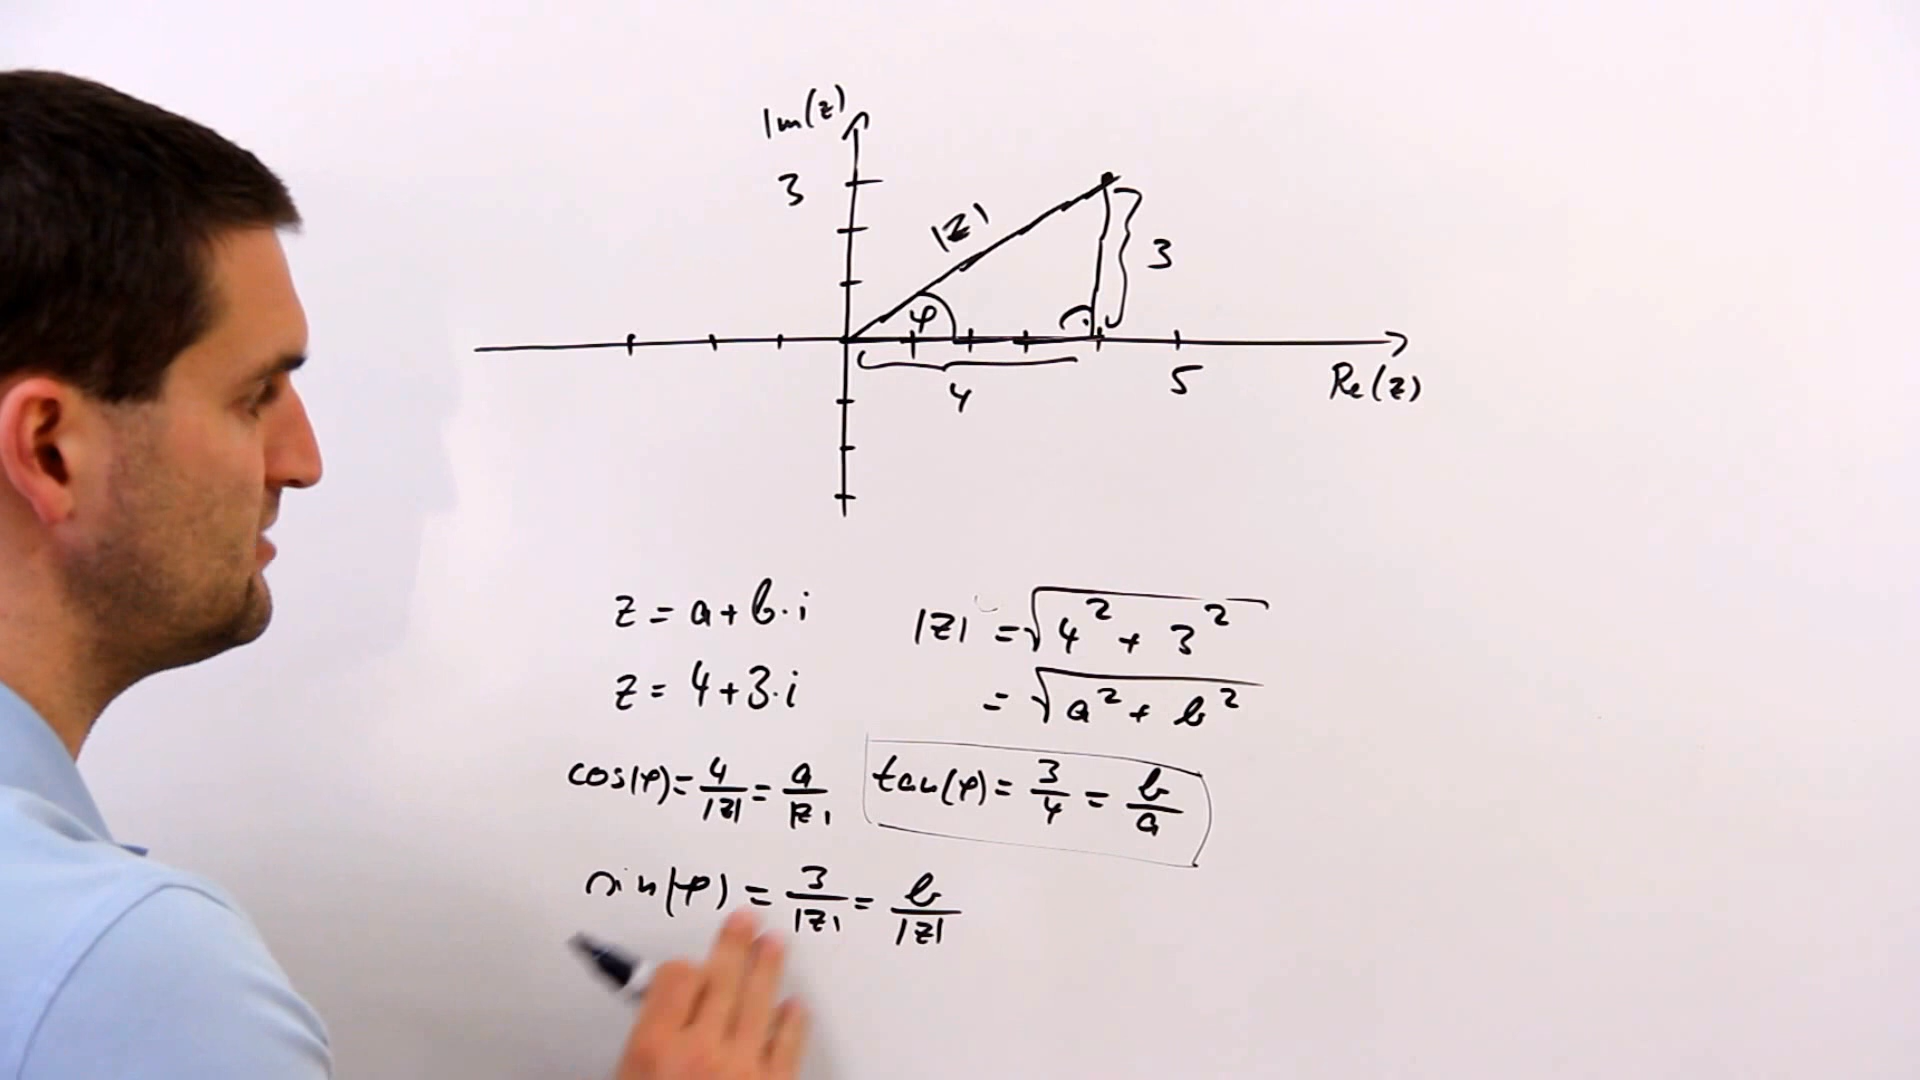 Im(z)
3
|z|
φ
3
4
5
Re(z)
z = a + b · i
|z| = √4² + 3²
z = 4 + 3 · i
= √a² + b²
cos(φ) = 4/|z| = a/|z|
tan(φ) = 3/4 = b/a
sin(φ) = 3/|z| = b/|z|